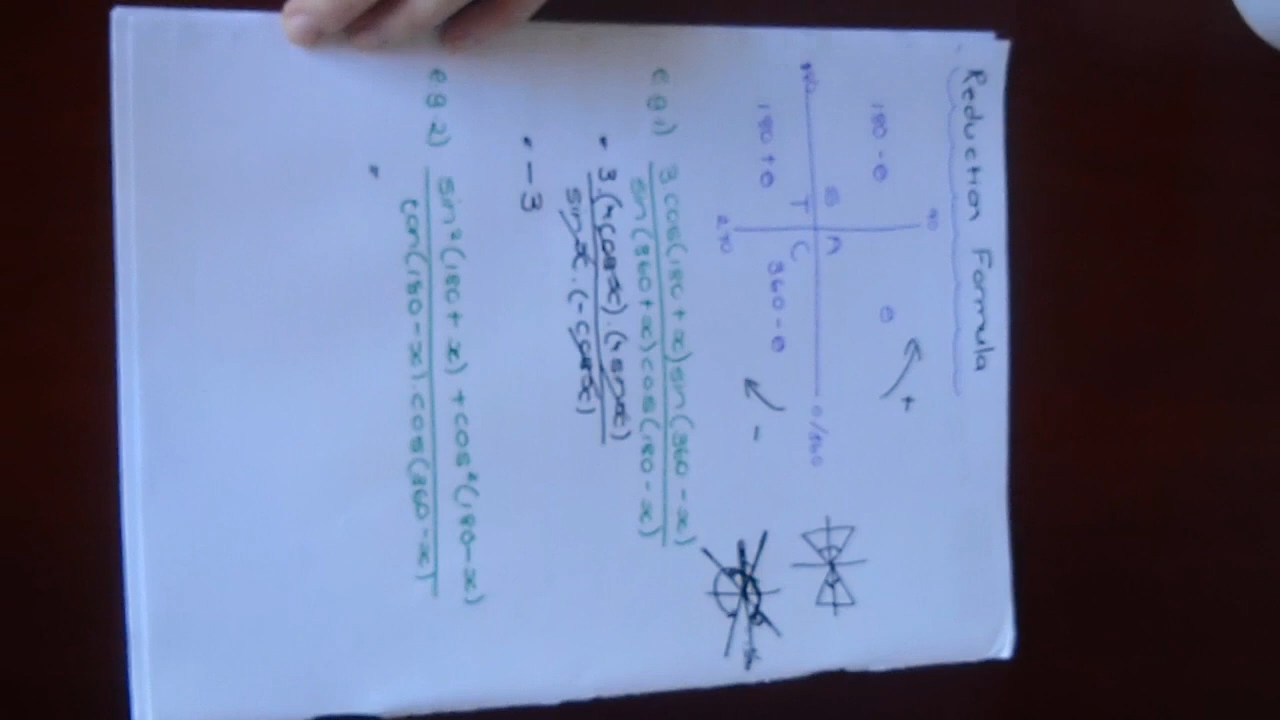 Reduction Formula
90
180 - θ
θ
+
S
A
0/360
T
C
180 + θ
360 - θ
-
270
e g 1)
3 cos(180 + x) sin(360 - x)
sin(360 + x) cos(180 - x)
3.(-cos x).(-sin x)
sin x.(-cos x)
-3
e g 2)
sin²(180 + x) + cos²(180 - x)
tan(180 - x).cos(360 - x)